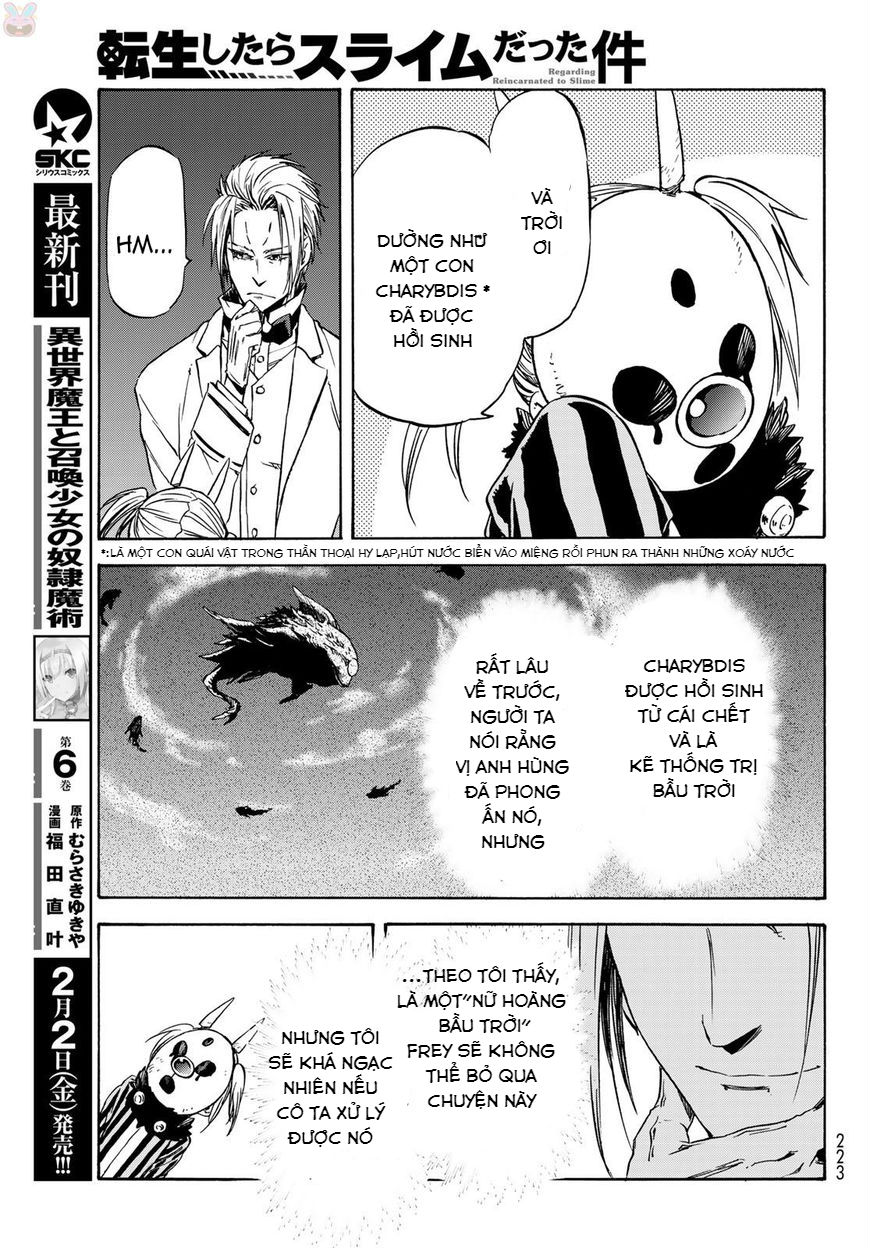 転生したらスライムだった件
Regarding
Reincarnated to Slime
SKC
シリウスコミックス
最新刊
異世界魔王と召喚少女の奴隷魔術
第
6
巻
原作 むらさきゆきや
漫画 福田直叶
2月2日(金)発売!!!
VÀ
TRỜI
ƠI
DƯỜNG NHƯ
MỘT CON
CHARYBDIS *
ĐÃ ĐƯỢC
HỒI SINH
HM...
*:LÀ MỘT CON QUÁI VẬT TRONG THẦN THOẠI HY LẠP,HÚT NƯỚC BIỂN VÀO MIỆNG RỒI PHUN RA THÀNH NHỮNG XOÁY NƯỚC
CHARYBDIS
ĐƯỢC HỒI SINH
TỪ CÁI CHẾT
VÀ LÀ
KẼ THỐNG TRỊ
BẦU TRỜI
RẤT LÂU
VỀ TRƯỚC,
NGƯỜI TA
NÓI RẰNG
VỊ ANH HÙNG
ĐÃ PHONG
ẤN NÓ,
NHƯNG
...THEO TÔI THẤY,
LÀ MỘT“NỮ HOÀNG
BẦU TRỜI”
FREY SẼ KHÔNG
THỂ BỎ QUA
CHUYỆN NÀY
NHƯNG TÔI
SẼ KHÁ NGẠC
NHIÊN NẾU
CÔ TA XỬ LÝ
ĐƯỢC NÓ
223